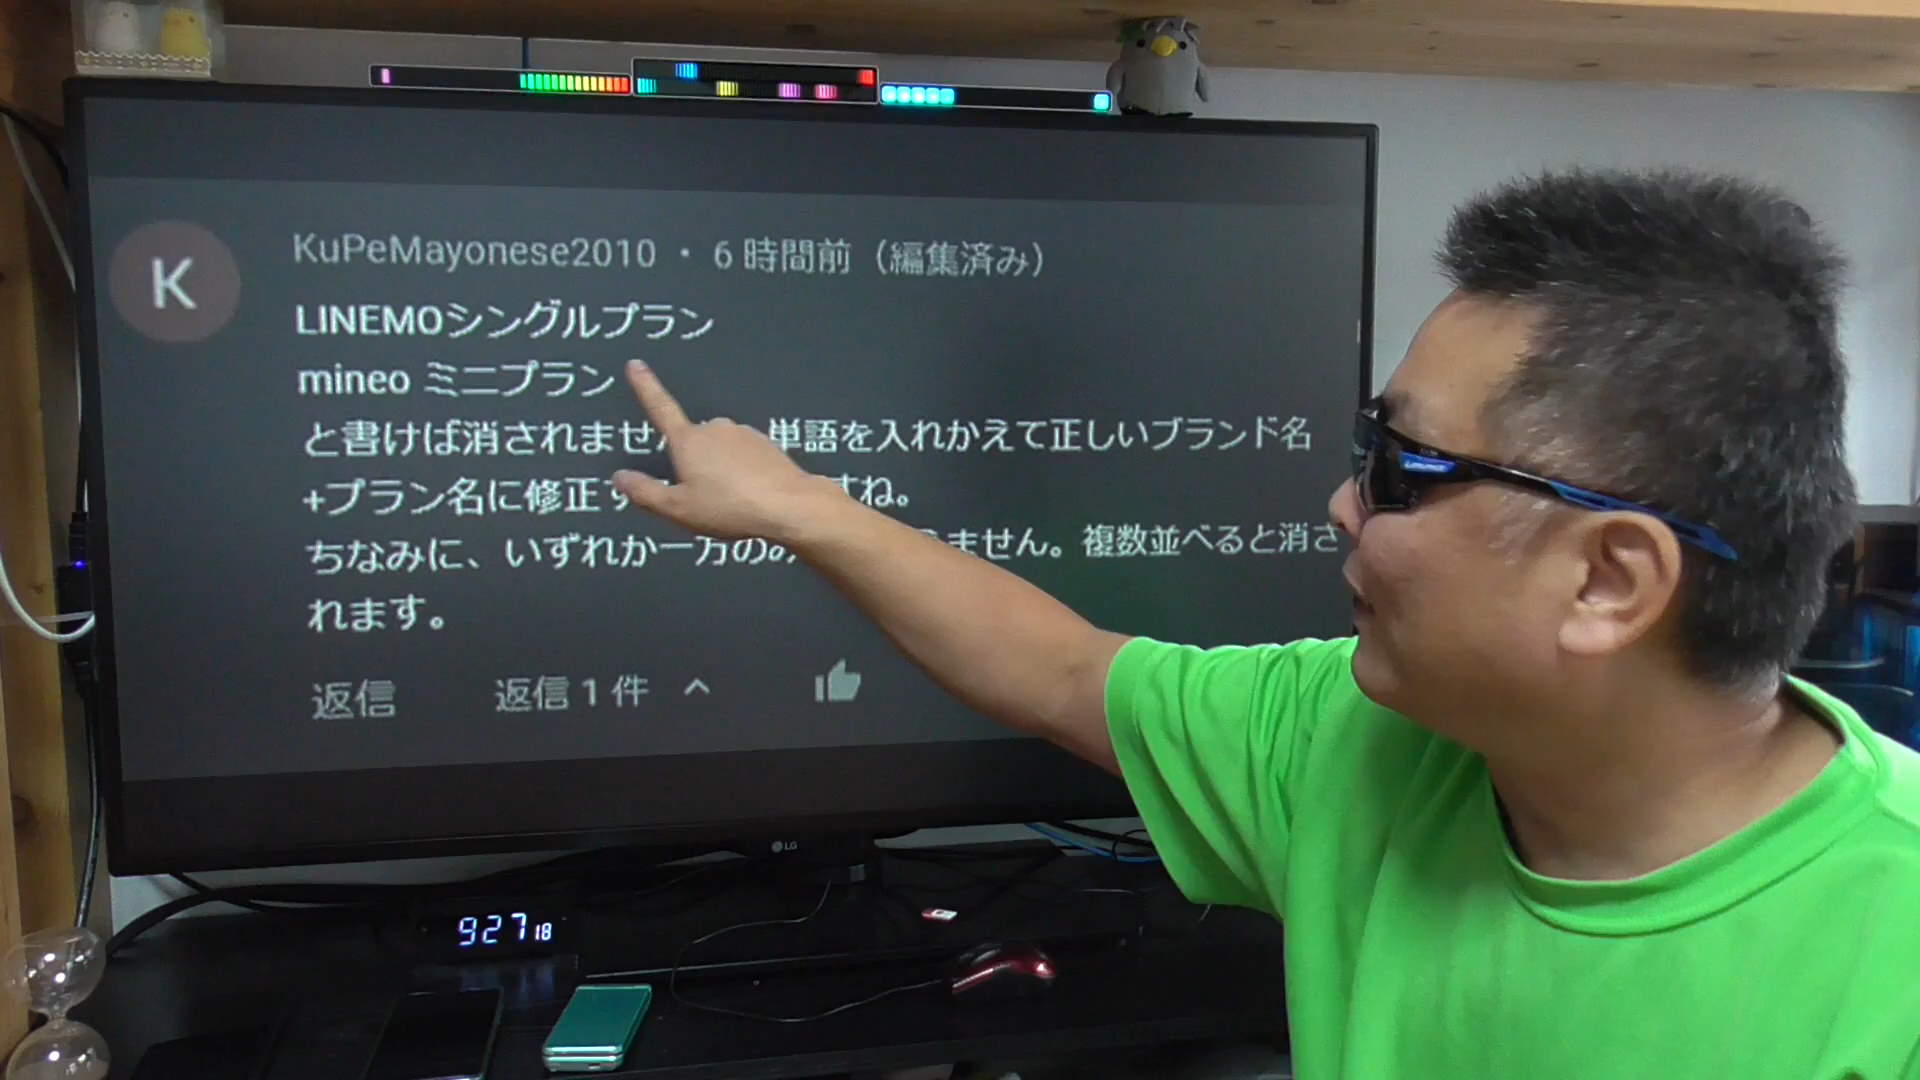 K
KuPeMayonese2010 ・ 6 時間前（編集済み）
LINEMOシングルプラン
mineo ミニプラン
と書けば消されませ 単語を入れかえて正しいブランド名
+プラン名に修正す すね。
ちなみに、いずれか一方のみ ません。複数並べると消さ
れます。
返信 返信 1 件
LG
92718